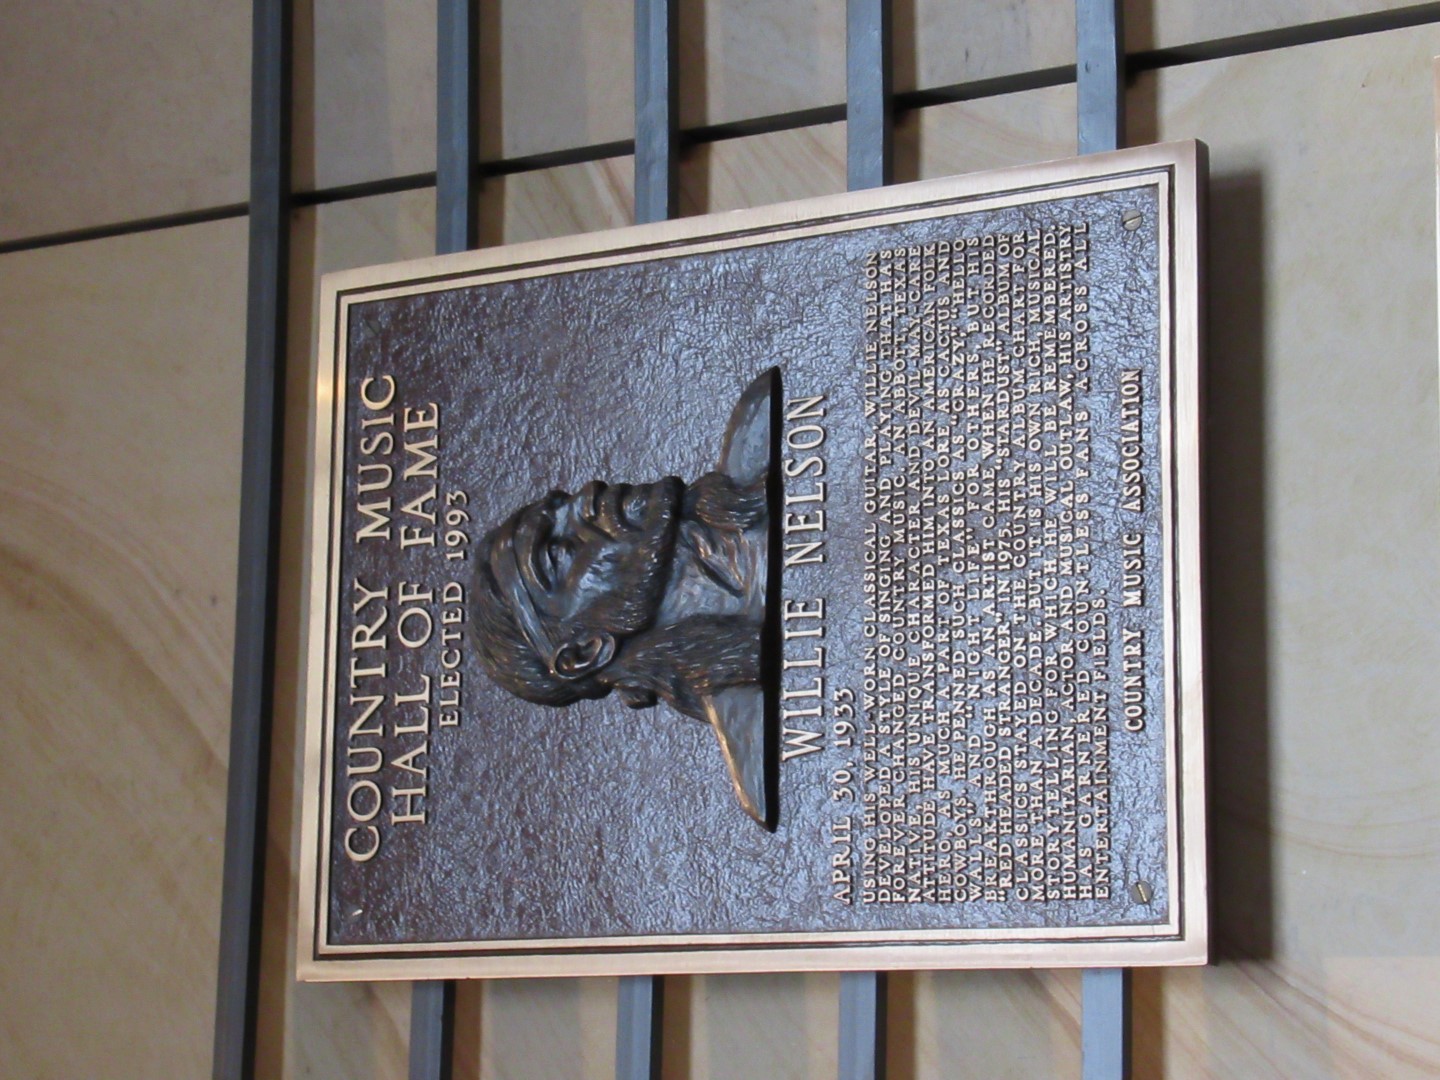 COUNTRY MUSIC
HALL OF FAME
ELECTED 1993
WILLIE NELSON
APRIL 30, 1933
USING HIS WELL-WORN CLASSICAL GUITAR, WILLIE NELSON
DEVELOPED A STYLE OF SINGING AND PLAYING THAT HAS
FOREVER CHANGED COUNTRY MUSIC. AN ABBOTT, TEXAS
NATIVE, HIS UNIQUE CHARACTER AND DEVIL-MAY-CARE
ATTITUDE HAVE TRANSFORMED HIM INTO AN AMERICAN FOLK
HERO, AS MUCH A PART OF TEXAS LORE AS CACTUS AND
COWBOYS. HE PENNED SUCH CLASSICS AS "CRAZY," "HELLO
WALLS," AND "NIGHT LIFE," FOR OTHERS, BUT HIS
BREAKTHROUGH AS AN ARTIST CAME WHEN HE RECORDED
"RED HEADED STRANGER" IN 1975. HIS "STARDUST" ALBUM OF
CLASSICS STAYED ON THE COUNTRY ALBUM CHART FOR
MORE THAN A DECADE, BUT IT IS HIS OWN RICH, MUSICAL
STORYTELLING FOR WHICH HE WILL BE REMEMBERED.
HUMANITARIAN, ACTOR AND MUSICAL OUTLAW, HIS ARTISTRY
HAS GARNERED COUNTLESS FANS ACROSS ALL
ENTERTAINMENT FIELDS.
COUNTRY MUSIC ASSOCIATION